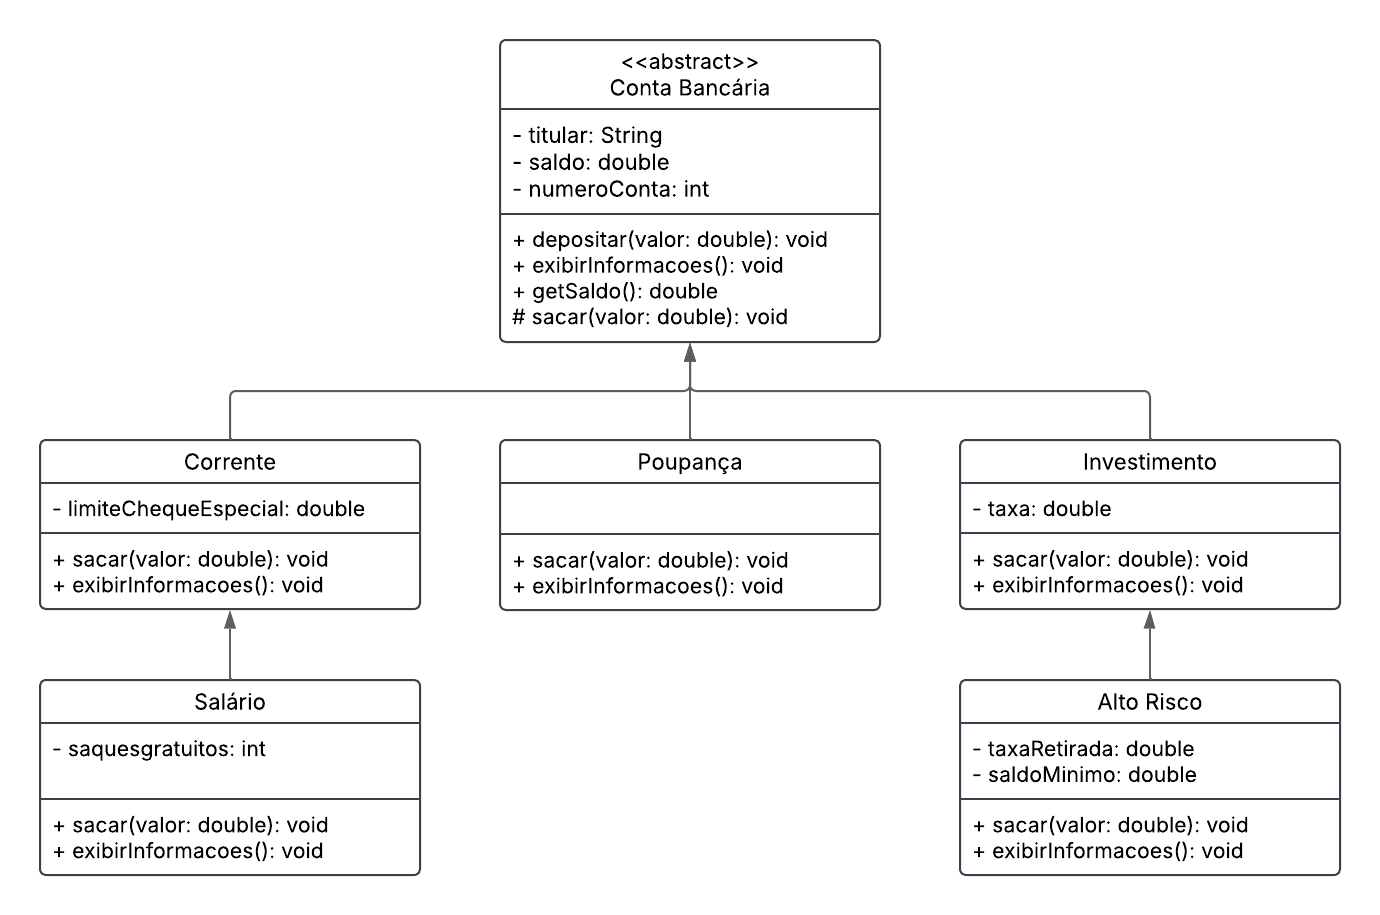 <<abstract>>
Conta Bancária
- titular: String
- saldo: double
- numeroConta: int
+ depositar(valor: double): void
+ exibirInformacoes(): void
+ getSaldo(): double
# sacar(valor: double): void
Corrente
- limiteChequeEspecial: double
+ sacar(valor: double): void
+ exibirInformacoes(): void
Poupança
+ sacar(valor: double): void
+ exibirInformacoes(): void
Investimento
- taxa: double
+ sacar(valor: double): void
+ exibirInformacoes(): void
Salário
- saquesgratuitos: int
+ sacar(valor: double): void
+ exibirInformacoes(): void
Alto Risco
- taxaRetirada: double
- saldoMinimo: double
+ sacar(valor: double): void
+ exibirInformacoes(): void